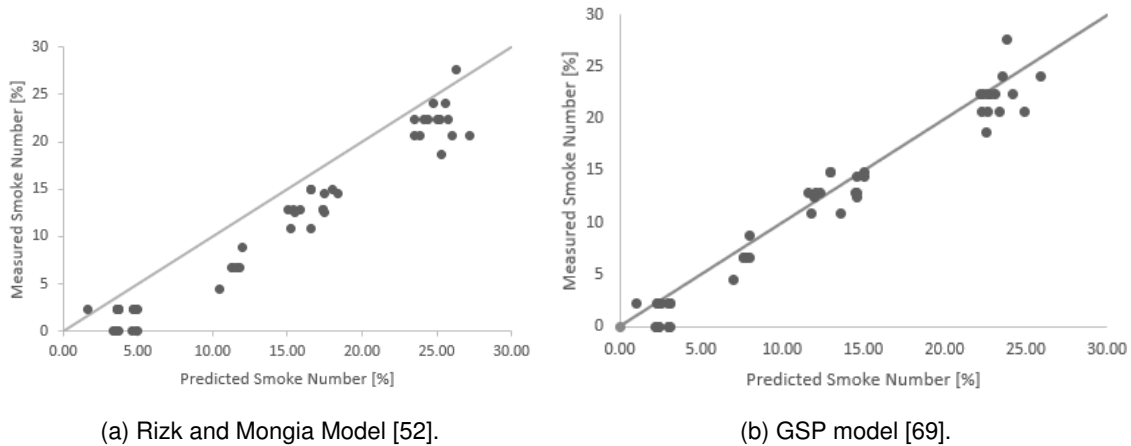 30
25
20
15
10
5
0
Measured Smoke Number [%]
0.00 5.00 10.00 15.00 20.00 25.00 30.00
Predicted Smoke Number [%]
(a) Rizk and Mongia Model [52].
30
25
20
15
10
5
0
Measured Smoke Number [%]
0.00 5.00 10.00 15.00 20.00 25.00 30.00
Predicted Smoke Number [%]
(b) GSP model [69].